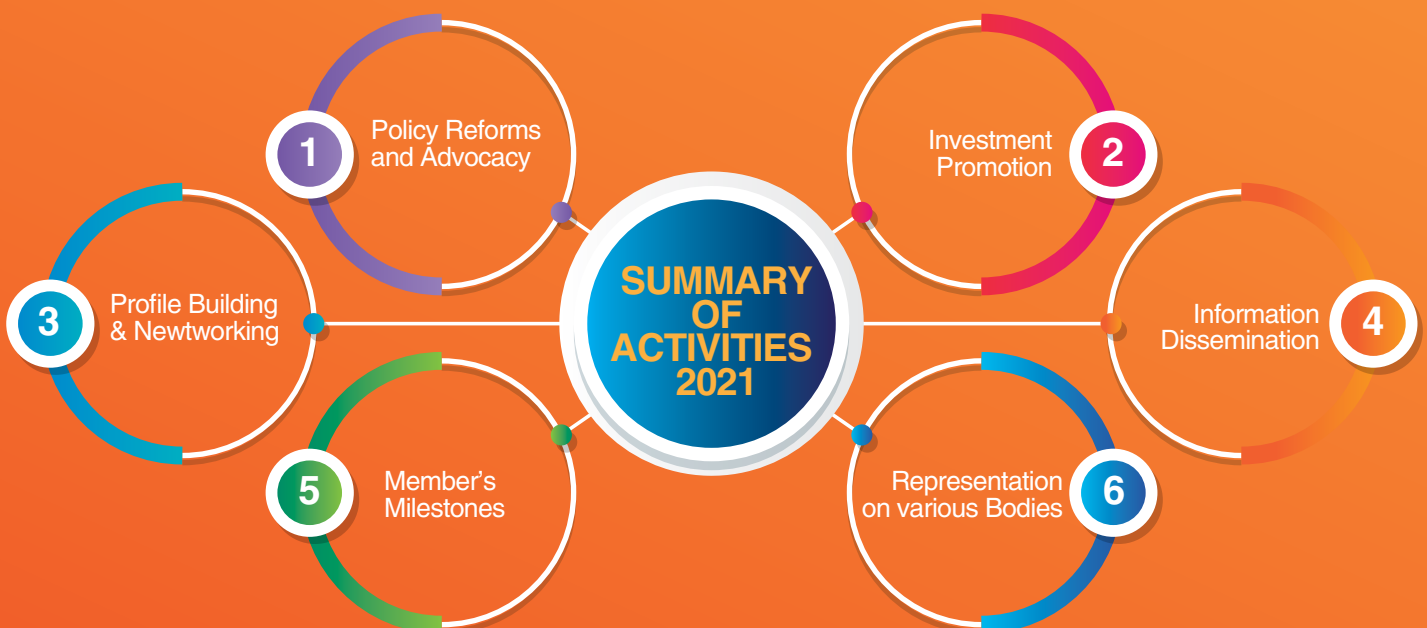 1
Policy Reforms
and Advocacy
Investment
Promotion
2
3
Profile Building
& Newtworking
SUMMARY
OF
ACTIVITIES
2021
Information
Dissemination
4
5
Member's
Milestones
Representation
on various Bodies
6